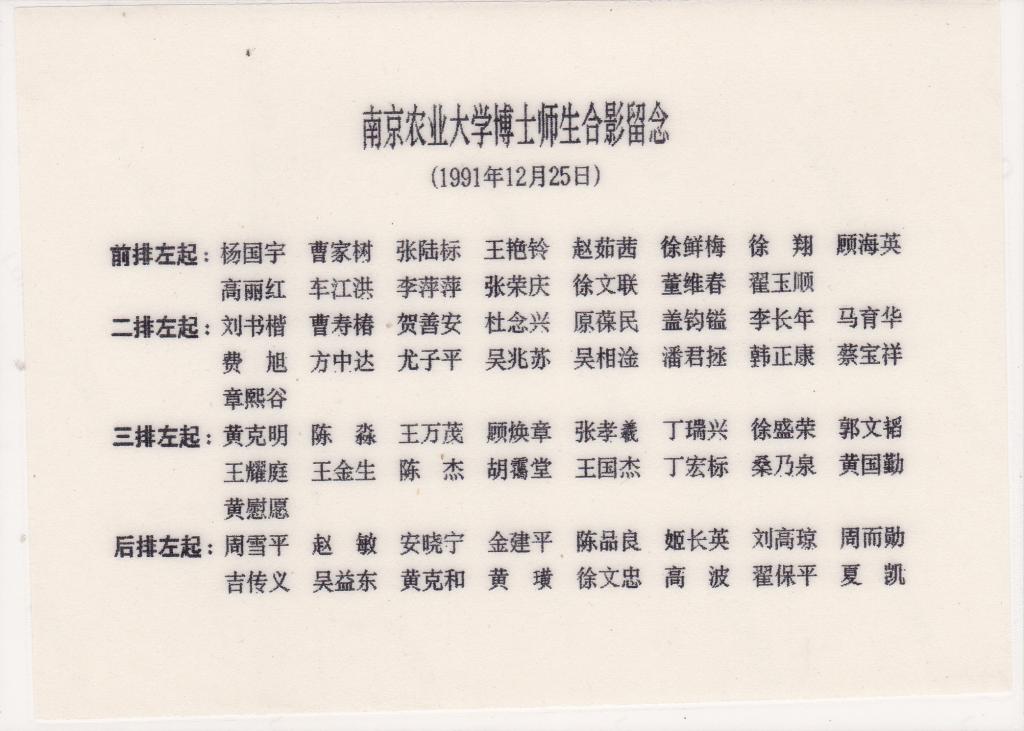 南京农业大学博士师生合影留念
(1991年12月25日)
前排左起：杨国宇 曹家树 张陆标 王艳铃 赵茹茜 徐鲜梅 徐 翔 顾海英
高丽红 车江洪 李萍萍 张荣庆 徐文联 董维春 翟玉顺
二排左起：刘书楷 曹寿椿 贺善安 杜念兴 原葆民 盖钧镒 李长年 马育华
费 旭 方中达 尤子平 吴兆苏 吴相淦 潘君拯 韩正康 蔡宝祥
章熙谷
三排左起：黄克明 陈 淼 王万茂 顾焕章 张孝羲 丁瑞兴 徐盛荣 郭文韬
王耀庭 王金生 陈 杰 胡霭堂 王国杰 丁宏标 桑乃泉 黄国勤
黄慰愿
后排左起：周雪平 赵 敏 安晓宁 金建平 陈品良 姬长英 刘高琼 周而勋
吉传义 吴益东 黄克和 黄 璜 徐文忠 高 波 翟保平 夏 凯